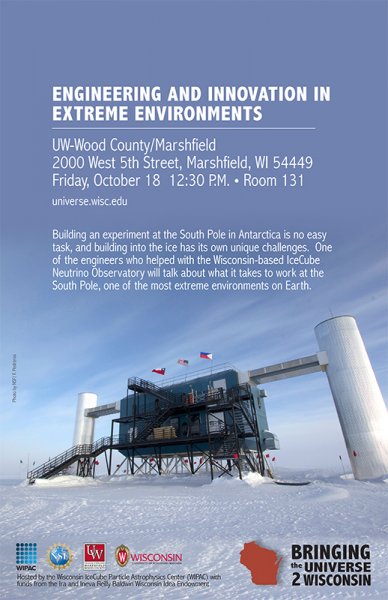 ENGINEERING AND INNOVATION IN
EXTREME ENVIRONMENTS
UW-Wood County/Marshfield
2000 West 5th Street, Marshfield, WI 54449
Friday, October 18 12:30 P.M. • Room 131
universe.wisc.edu
Building an experiment at the South Pole in Antarctica is no easy
task, and building into the ice has its own unique challenges. One
of the engineers who helped with the Wisconsin-based IceCube
Neutrino Observatory will talk about what it takes to work at the
South Pole, one of the most extreme environments on Earth.
WIPAC
NSF
UW
WISCONSIN
Hosted by the Wisconsin IceCube Particle Astrophysics Center (WIPAC) with
funds from the Ira and Ineva Reilly Baldwin Wisconsin Idea Endowment
BRINGING
the UNIVERSE
2 WISCONSIN